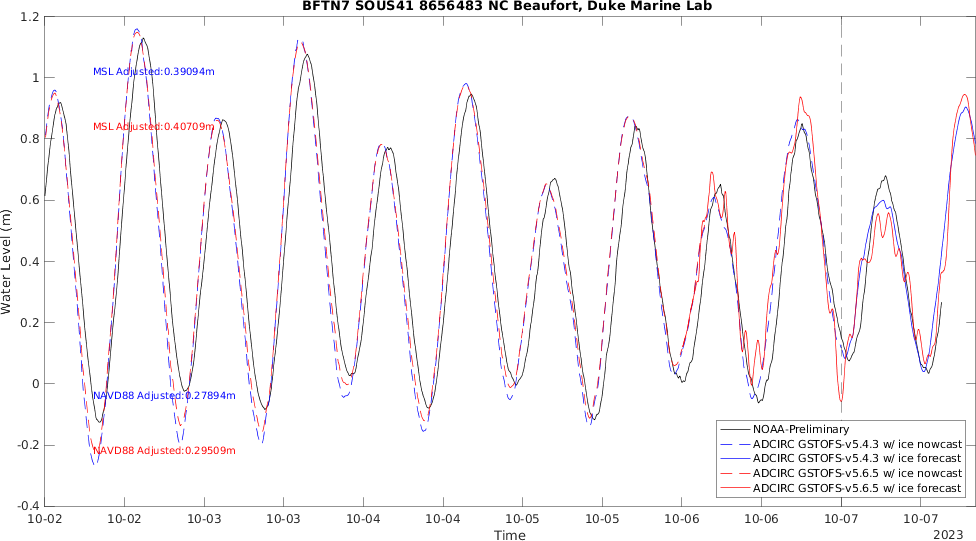 BFTN7 SOUS41 8656483 NC Beaufort, Duke Marine Lab
1.2
1
0.8
0.6
0.4
0.2
0
-0.2
-0.4
Water Level (m)
MSL Adjusted:0.39094m
MSL Adjusted:0.40709m
NAVD88 Adjusted:0.27894m
NAVD88 Adjusted:0.29509m
NOAA-Preliminary
ADCIRC GSTOFS-v5.4.3 w/ ice nowcast
ADCIRC GSTOFS-v5.4.3 w/ ice forecast
ADCIRC GSTOFS-v5.6.5 w/ ice nowcast
ADCIRC GSTOFS-v5.6.5 w/ ice forecast
10-02 10-02 10-03 10-03 10-04 10-04 10-05 10-05 10-06 10-06 10-07 10-07
Time
2023